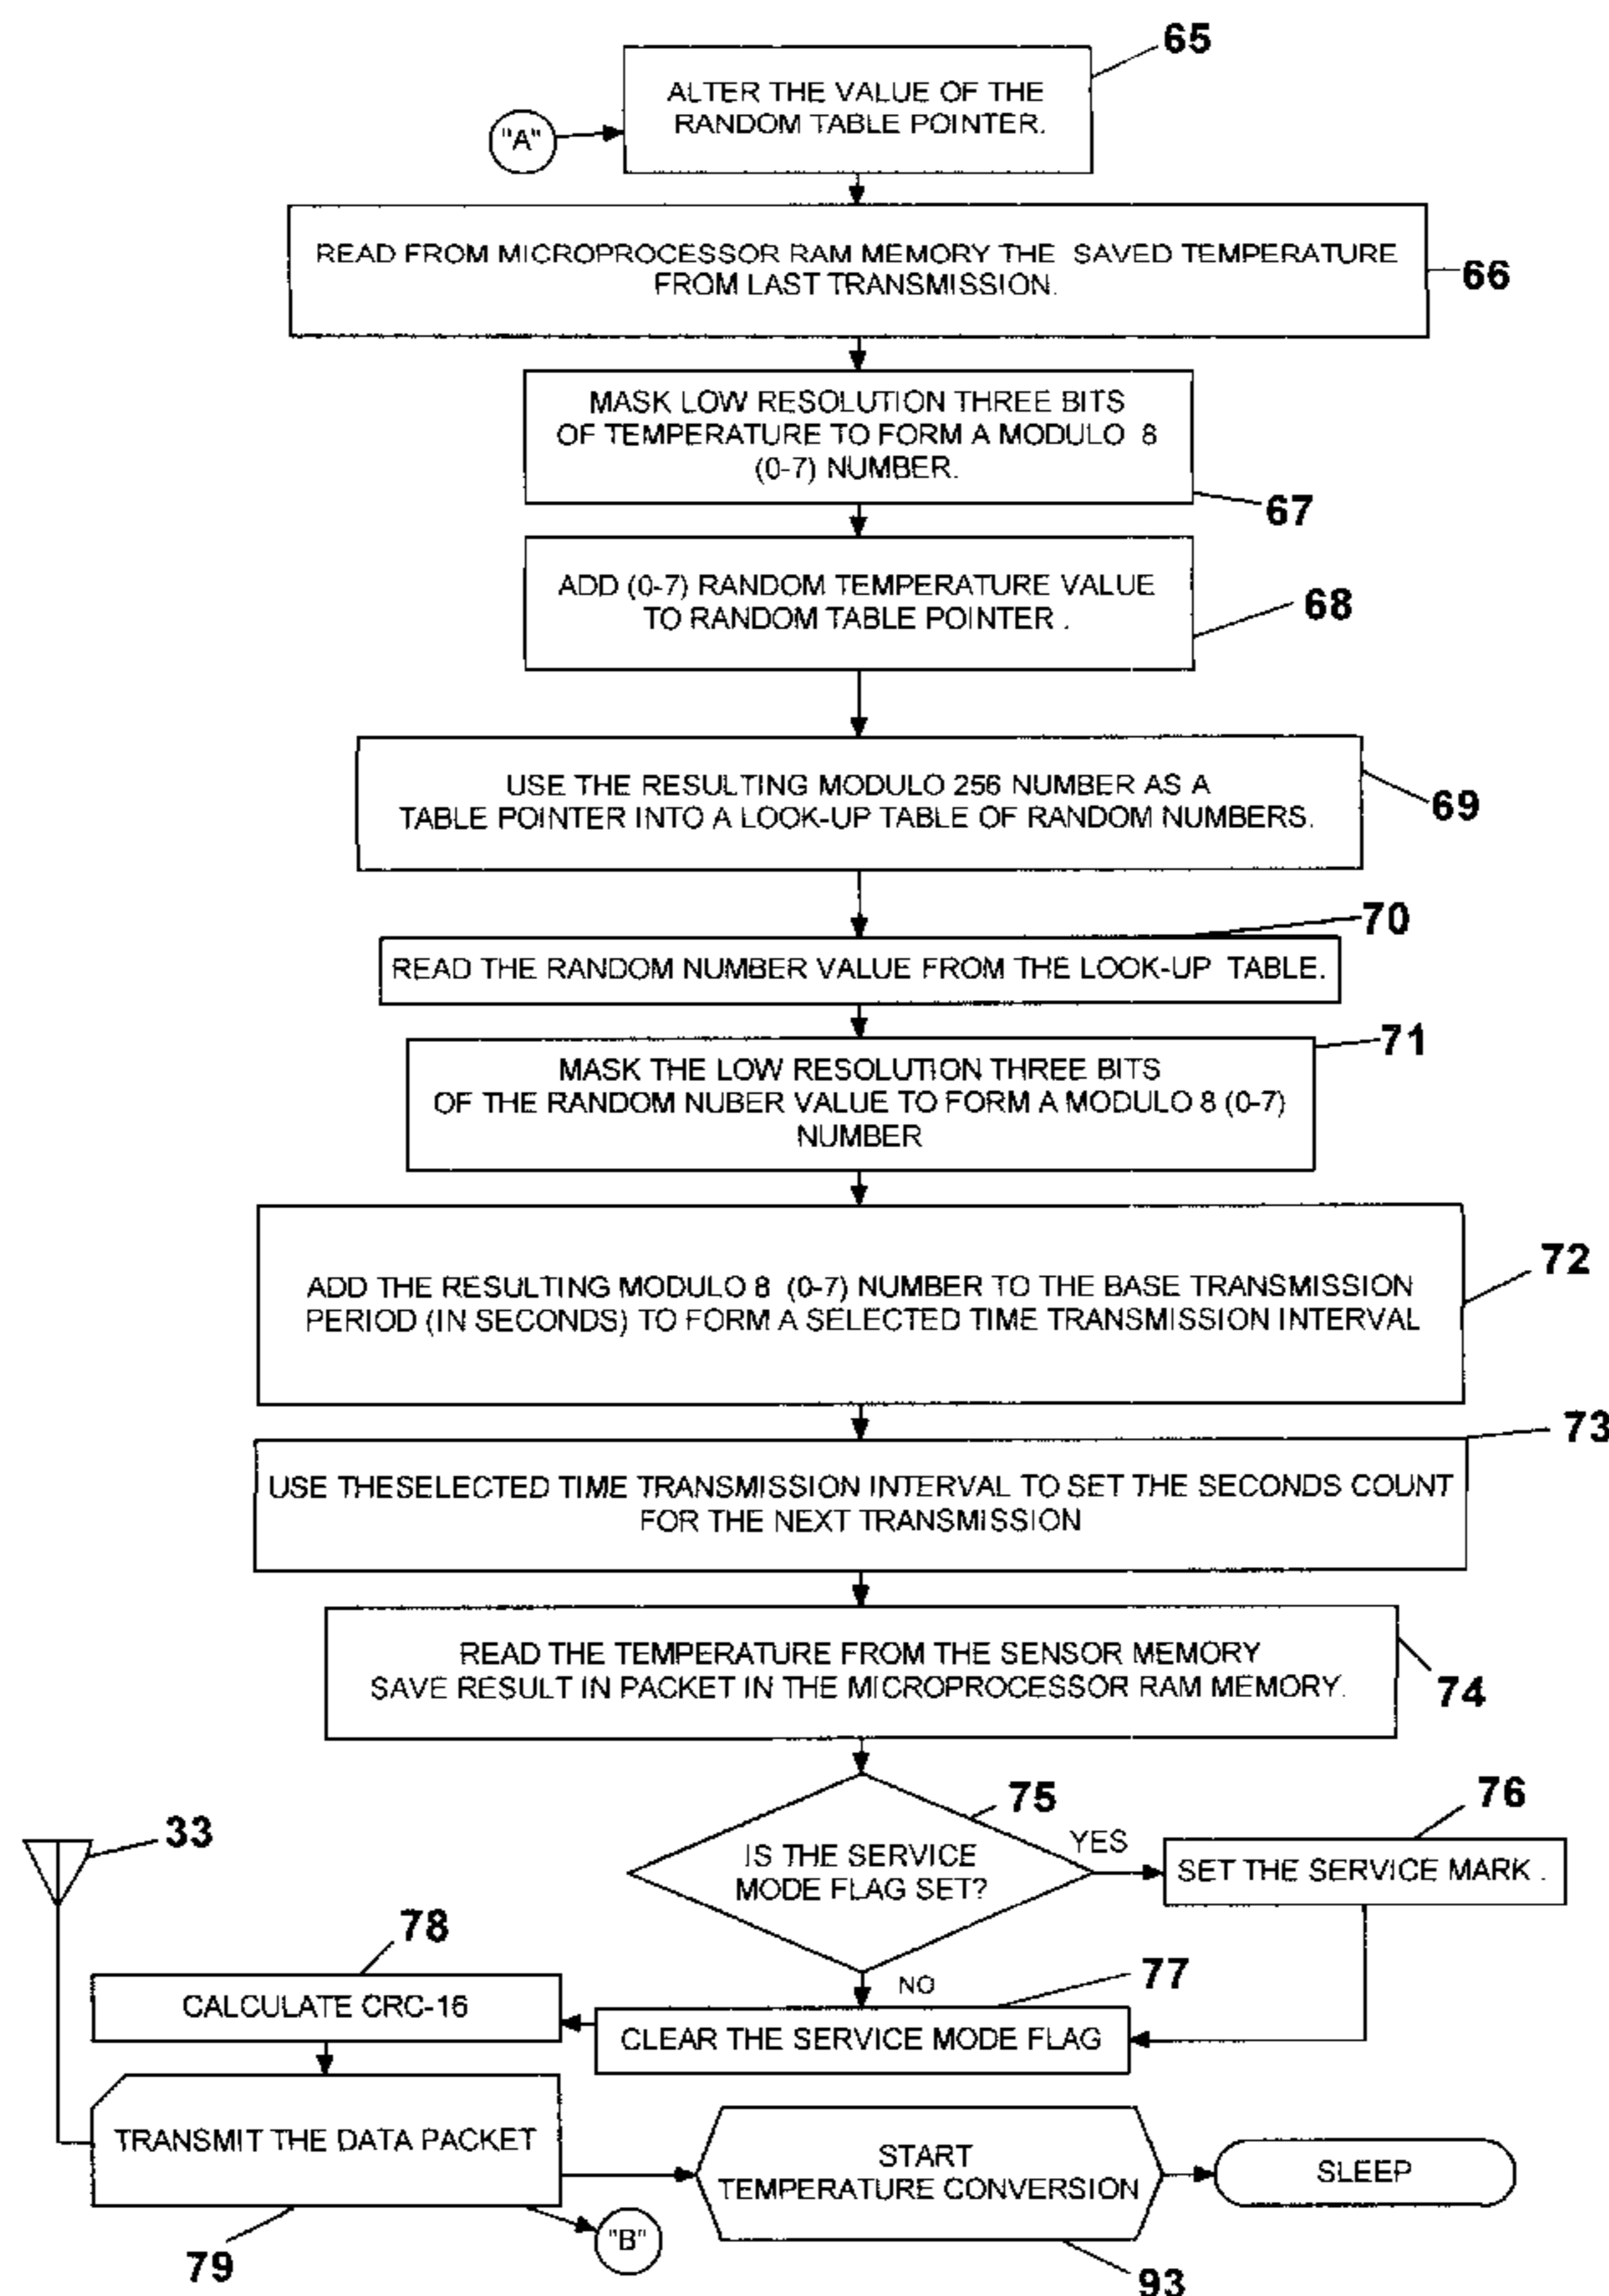 65
ALTER THE VALUE OF THE
RANDOM TABLE POINTER.
"A"
READ FROM MICROPROCESSOR RAM MEMORY THE SAVED TEMPERATURE
FROM LAST TRANSMISSION.
66
MASK LOW RESOLUTION THREE BITS
OF TEMPERATURE TO FORM A MODULO 8
(0-7) NUMBER.
67
ADD (0-7) RANDOM TEMPERATURE VALUE
TO RANDOM TABLE POINTER .
68
USE THE RESULTING MODULO 256 NUMBER AS A
TABLE POINTER INTO A LOOK-UP TABLE OF RANDOM NUMBERS.
69
70
READ THE RANDOM NUMBER VALUE FROM THE LOOK-UP TABLE.
71
MASK THE LOW RESOLUTION THREE BITS
OF THE RANDOM NUBER VALUE TO FORM A MODULO 8 (0-7)
NUMBER
72
ADD THE RESULTING MODULO 8 (0-7) NUMBER TO THE BASE TRANSMISSION
PERIOD (IN SECONDS) TO FORM A SELECTED TIME TRANSMISSION INTERVAL
73
USE THESELECTED TIME TRANSMISSION INTERVAL TO SET THE SECONDS COUNT
FOR THE NEXT TRANSMISSION
READ THE TEMPERATURE FROM THE SENSOR MEMORY
SAVE RESULT IN PACKET IN THE MICROPROCESSOR RAM MEMORY.
74
75
IS THE SERVICE
MODE FLAG SET?
YES
76
SET THE SERVICE MARK .
33
NO
77
CLEAR THE SERVICE MODE FLAG
78
CALCULATE CRC-16
TRANSMIT THE DATA PACKET
79
"B"
START
TEMPERATURE CONVERSION
93
SLEEP